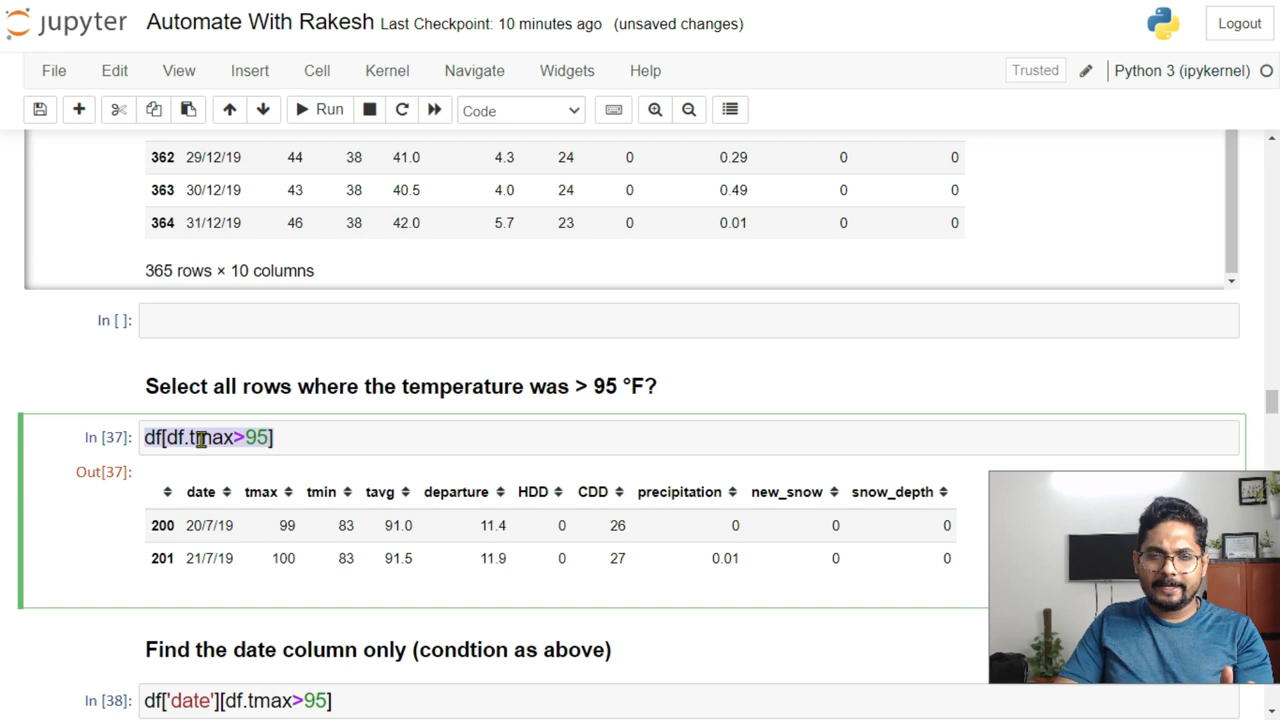 jupyter Automate With Rakesh Last Checkpoint: 10 minutes ago (unsaved changes) Logout
File Edit View Insert Cell Kernel Navigate Widgets Help Trusted Python 3 (ipykernel)
Run Code
362 29/12/19 44 38 41.0 4.3 24 0 0.29 0 0
363 30/12/19 43 38 40.5 4.0 24 0 0.49 0 0
364 31/12/19 46 38 42.0 5.7 23 0 0.01 0 0
365 rows × 10 columns
In [ ]:
Select all rows where the temperature was > 95 °F?
In [37]: df[df.tmax>95]
Out[37]:
date tmax tmin tavg departure HDD CDD precipitation new_snow snow_depth
200 20/7/19 99 83 91.0 11.4 0 26 0 0 0
201 21/7/19 100 83 91.5 11.9 0 27 0.01 0 0
Find the date column only (condtion as above)
In [38]: df['date'][df.tmax>95]